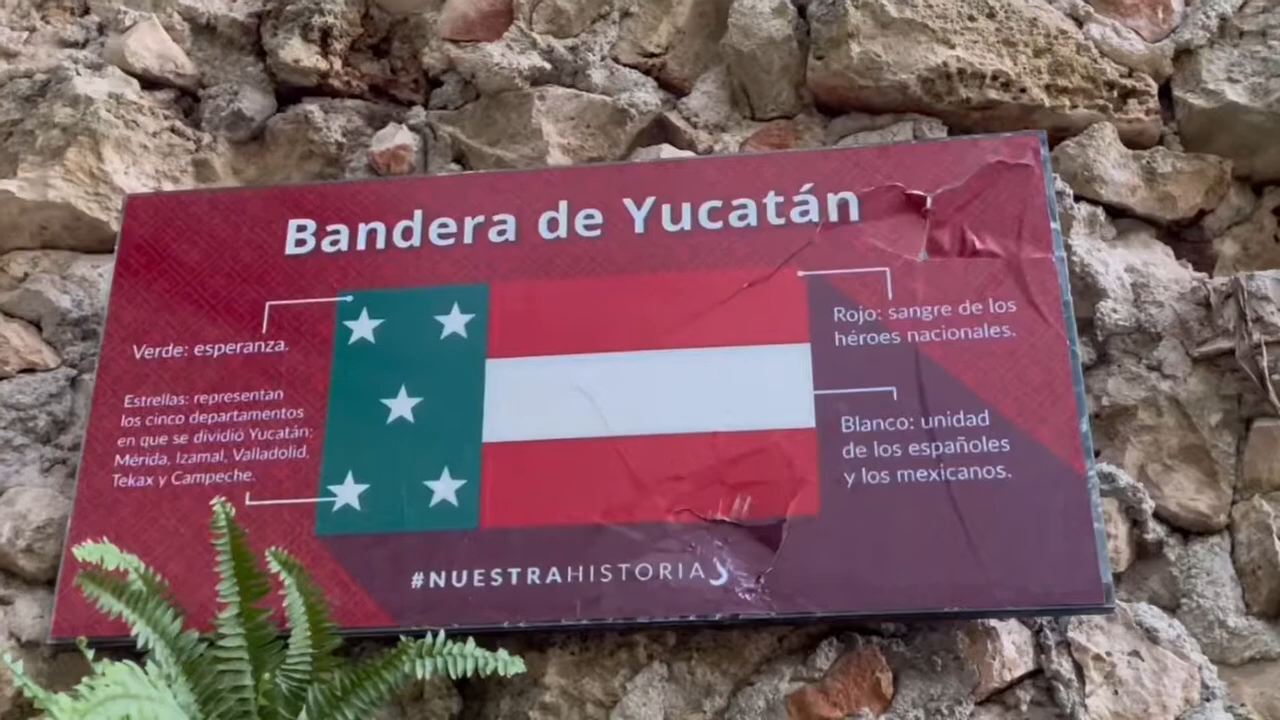 Bandera de Yucatán
Verde: esperanza.
Estrellas: representan
los cinco departamentos
en que se dividió Yucatán:
Mérida, Izamal, Valladolid,
Tekax y Campeche.
Rojo: sangre de los
héroes nacionales.
Blanco: unidad
de los españoles
y los mexicanos.
#NUESTRAHISTORIA